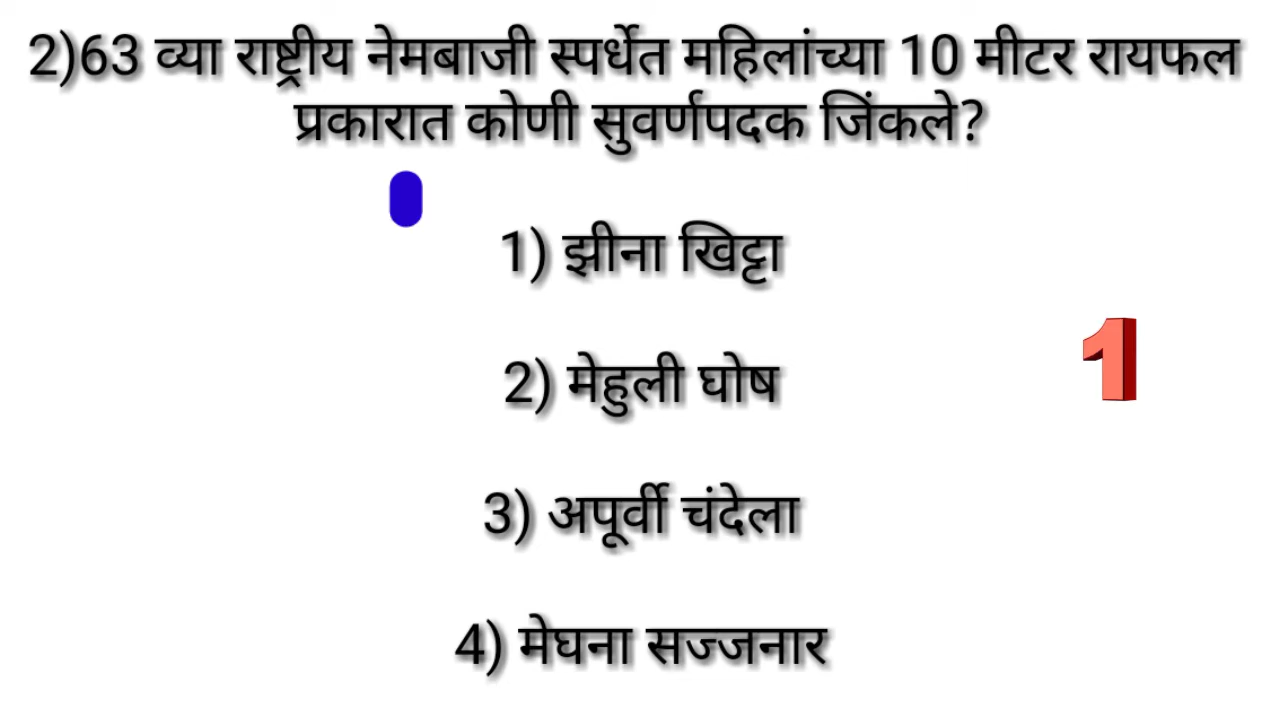 2)63 व्या राष्ट्रीय नेमबाजी स्पर्धेत महिलांच्या 10 मीटर रायफल
प्रकारात कोणी सुवर्णपदक जिंकले?
1) झीना खिट्टा
1
2) मेहुली घोष
3) अपूर्वी चंदेला
4) मेघना सज्जनार